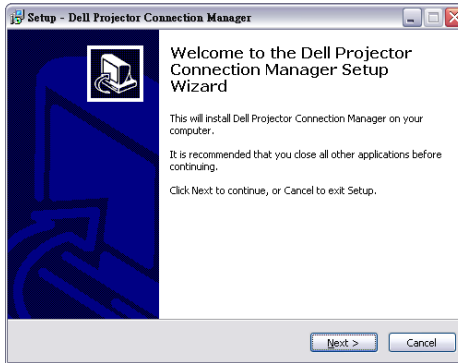 Setup - Dell Projector Connection Manager
Welcome to the Dell Projector
Connection Manager Setup
Wizard
This will install Dell Projector Connection Manager on your
computer.
It is recommended that you close all other applications before
continuing.
Click Next to continue, or Cancel to exit Setup.
Next > Cancel